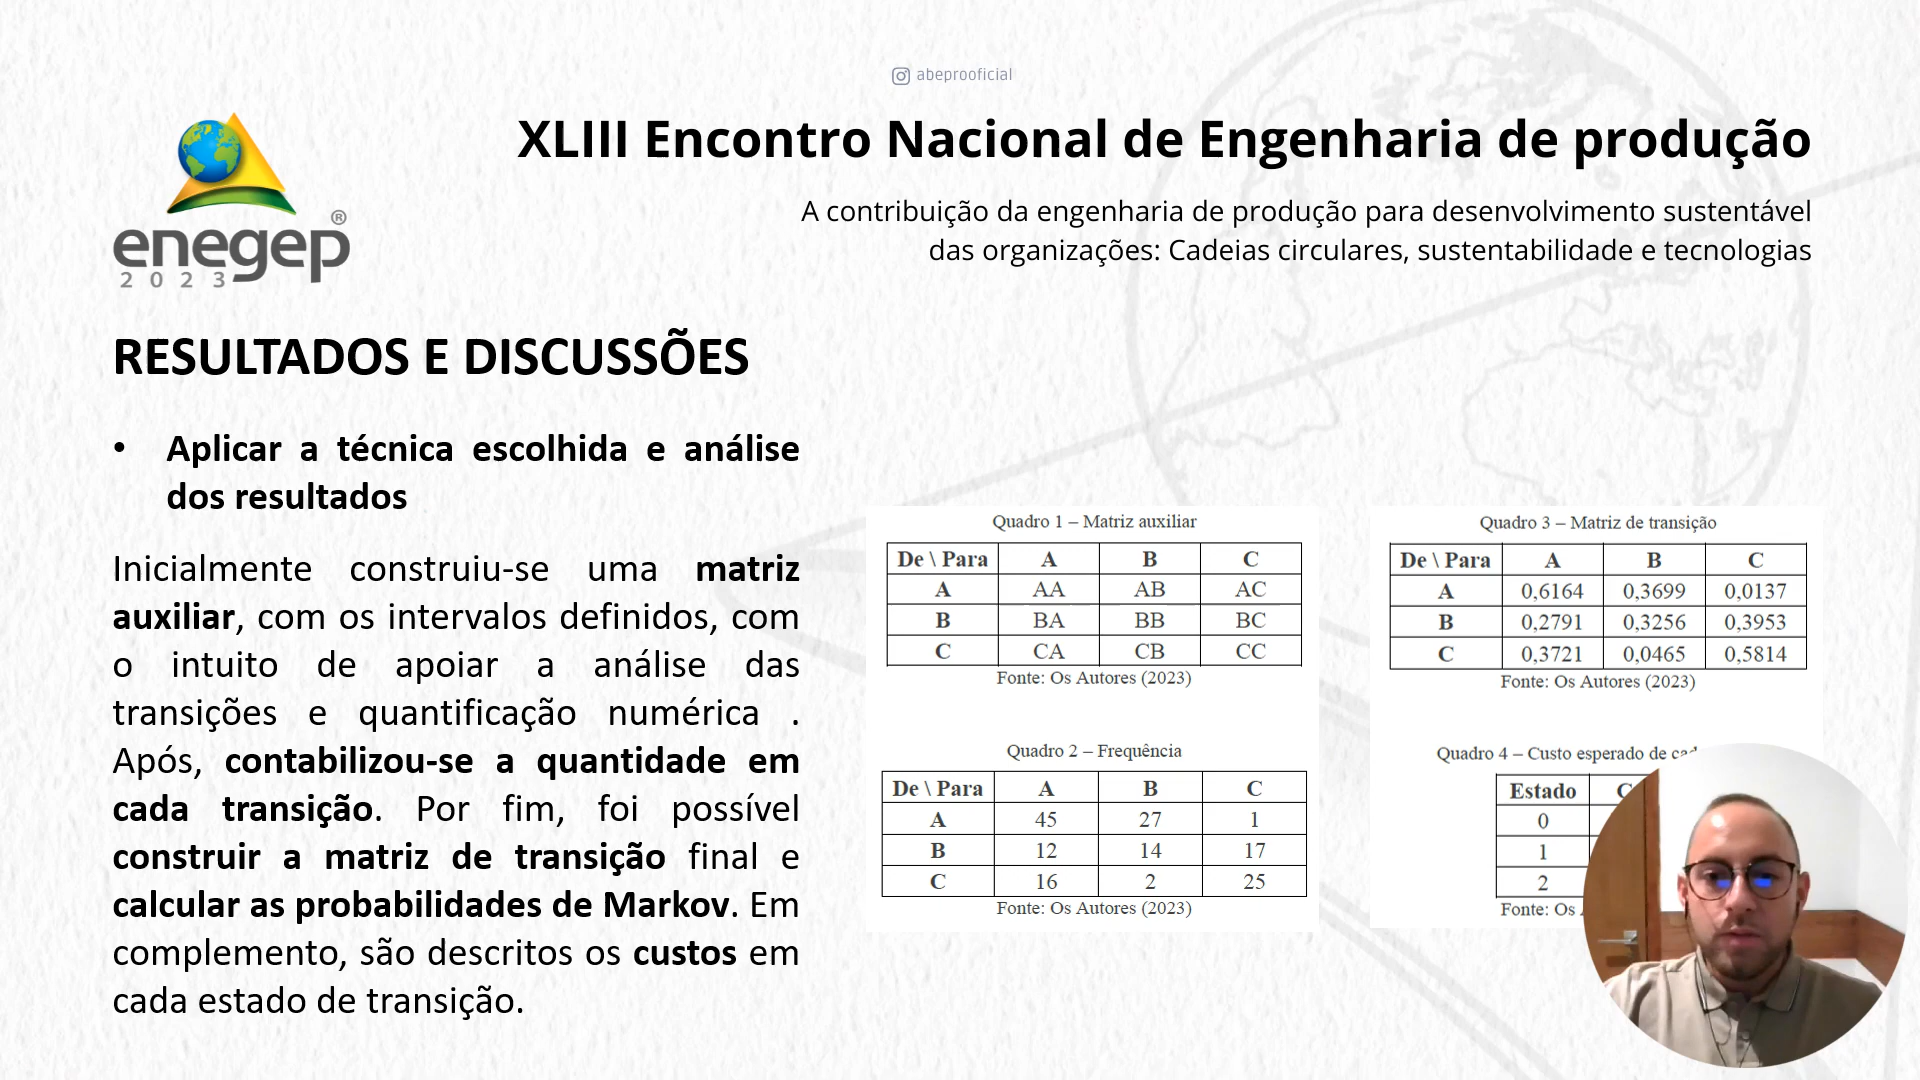 abeprooficial
XLIII Encontro Nacional de Engenharia de produção
A contribuição da engenharia de produção para desenvolvimento sustentável
das organizações: Cadeias circulares, sustentabilidade e tecnologias
enegep®
2023
RESULTADOS E DISCUSSÕES
• Aplicar a técnica escolhida e análise
dos resultados
Inicialmente construiu-se uma matriz
auxiliar, com os intervalos definidos, com
o intuito de apoiar a análise das
transições e quantificação numérica .
Após, contabilizou-se a quantidade em
cada transição. Por fim, foi possível
construir a matriz de transição final e
calcular as probabilidades de Markov. Em
complemento, são descritos os custos em
cada estado de transição.
Quadro 1 – Matriz auxiliar
De \ Para A B C
A AA AB AC
B BA BB BC
C CA CB CC
Fonte: Os Autores (2023)
Quadro 2 – Frequência
De \ Para A B C
A 45 27 1
B 12 14 17
C 16 2 25
Fonte: Os Autores (2023)
Quadro 3 – Matriz de transição
De \ Para A B C
A 0,6164 0,3699 0,0137
B 0,2791 0,3256 0,3953
C 0,3721 0,0465 0,5814
Fonte: Os Autores (2023)
Quadro 4 – Custo esperado de
Estado
0
1
2
Fonte: Os